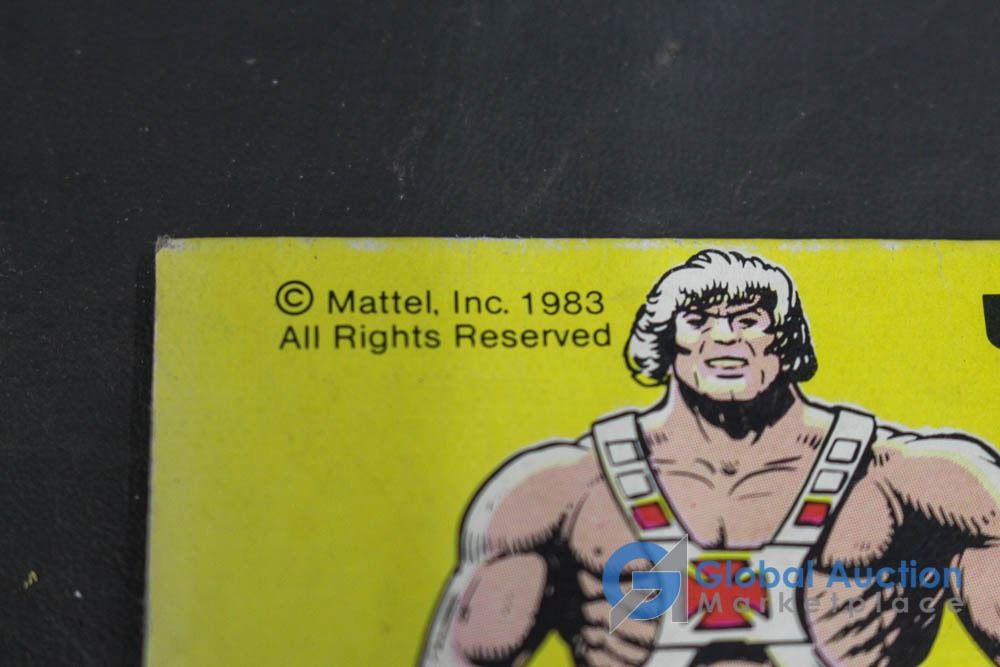 © Mattel, Inc. 1983
All Rights Reserved
Global Auction
Marketplace